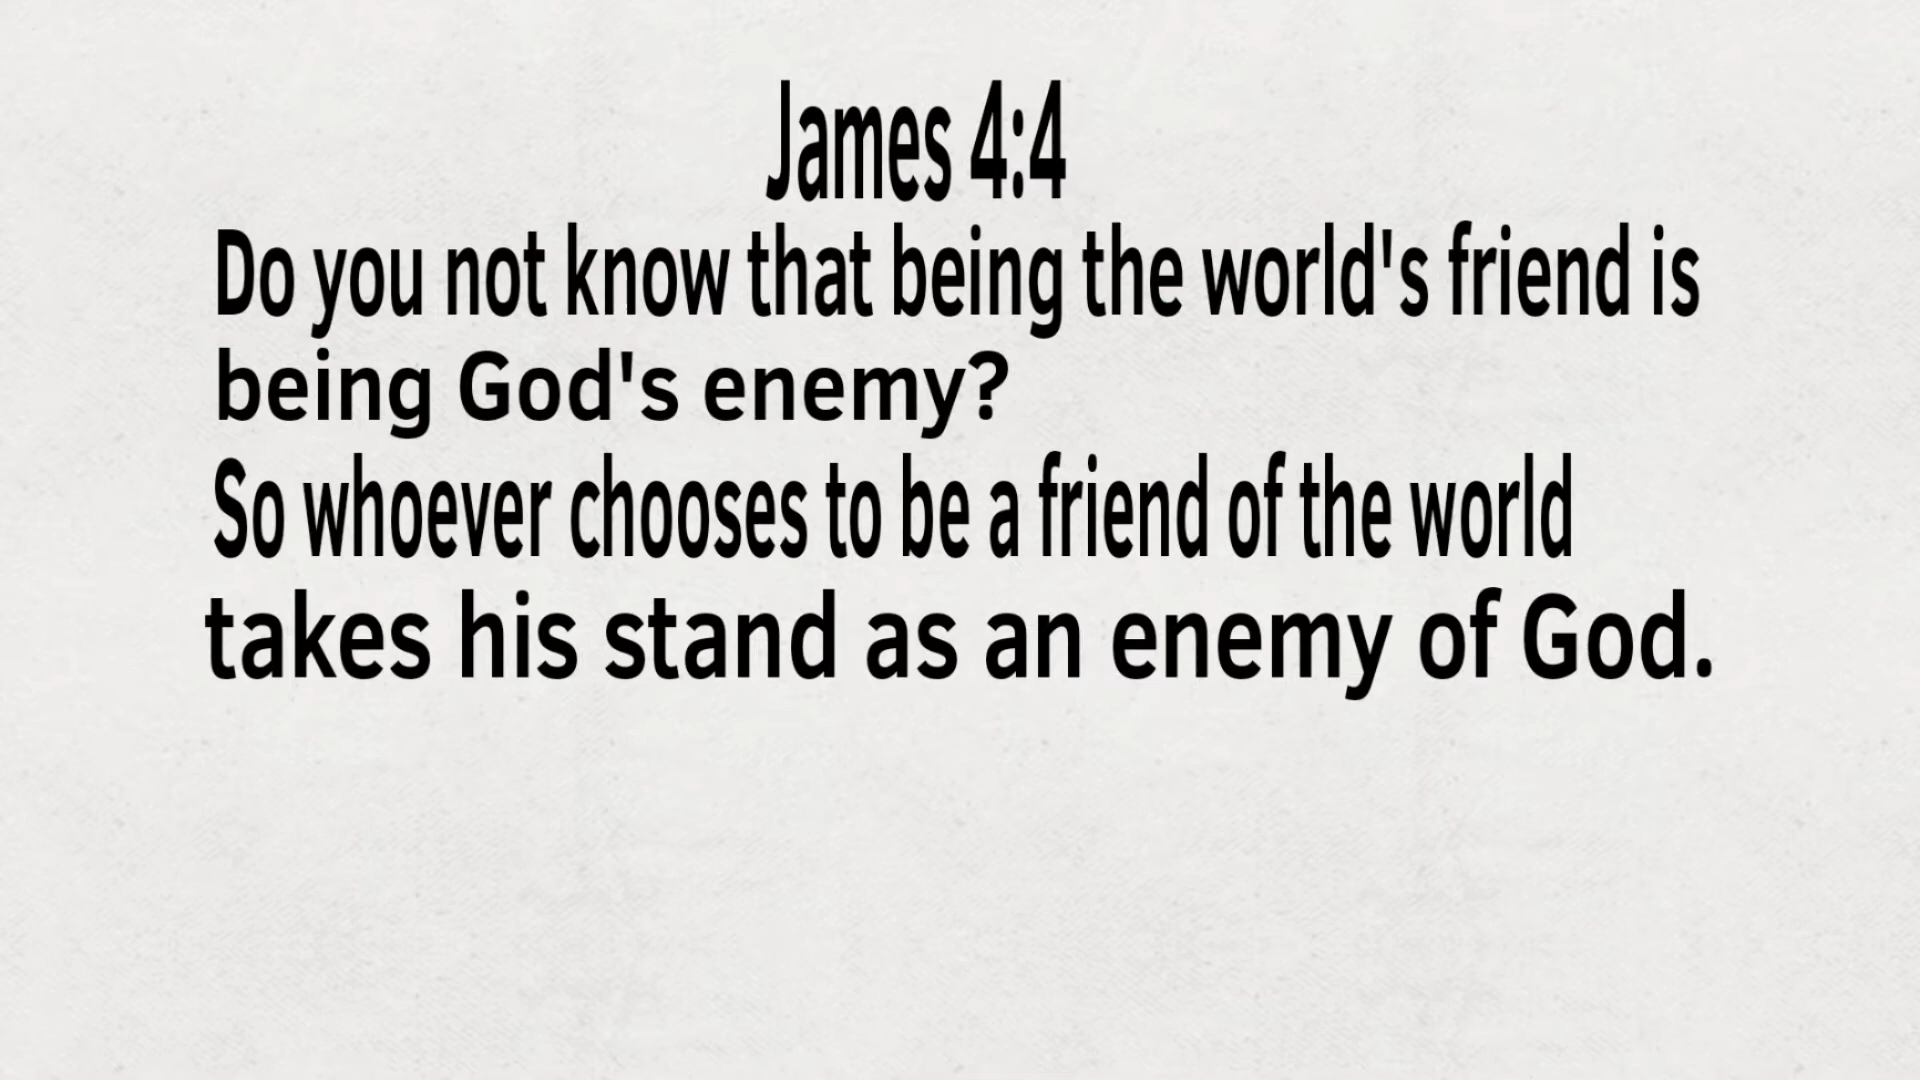 James 4:4
Do you not know that being the world's friend is
being God's enemy?
So whoever chooses to be a friend of the world
takes his stand as an enemy of God.